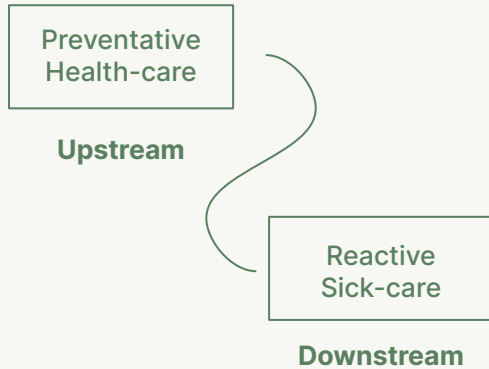 Preventative
Health-care
Upstream
Reactive
Sick-care
Downstream